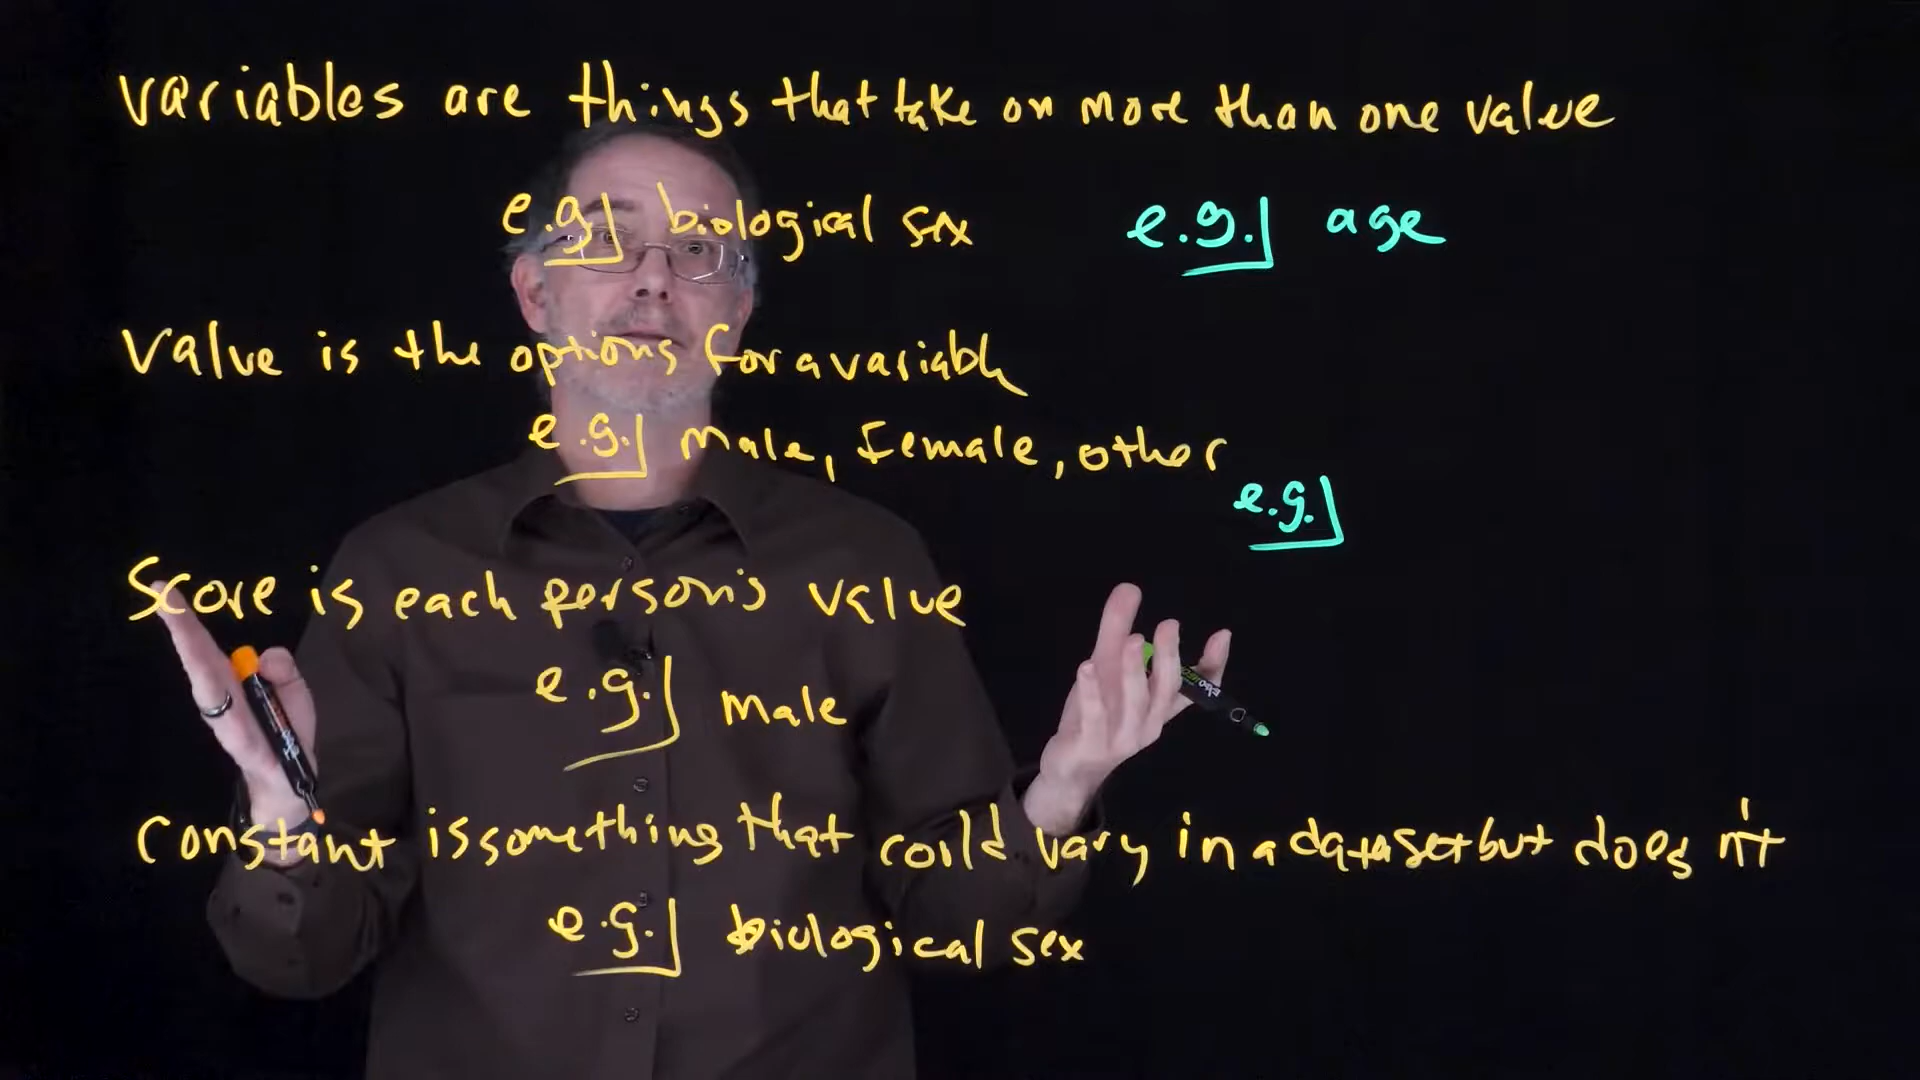 variables are things that take on more than one value
e.g. biological sex e.g. age
value is the options for a variable
e.g. male, female, other
e.g.
Score is each person's value
e.g. male
Constant is something that could vary in a dataset but doesn't
e.g. biological sex
EXPO